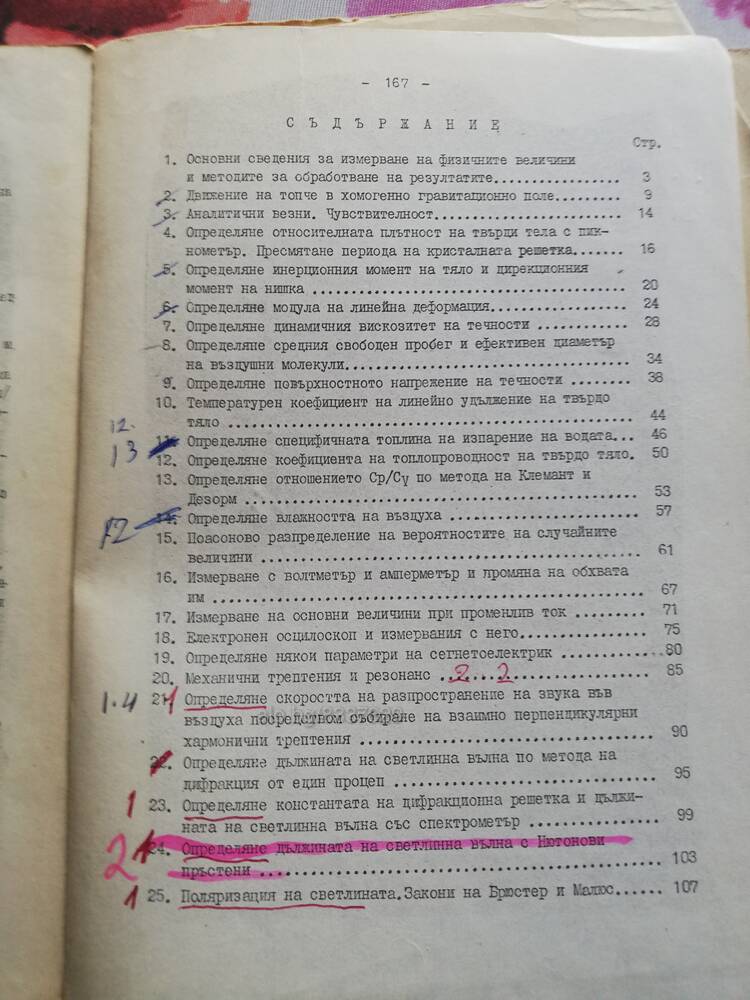 - 167 -
СЪДЪРЖАНИЕ
Стр.
1. Основни сведения за измерване на физичните величини
и методите за обработване на резултатите................. 3
2. Движение на топче в хомогенно гравитационно поле......... 9
3. Аналитични везни. Чувствителност........................ 14
4. Определяне относителната плътност на твърди тела с пик-
нометър. Пресмятане периода на кристалната решетка....... 16
5. Определяне инерционния момент на тяло и дирекционния
момент на нишка ........................................ 20
6. Определяне модула на линейна деформация................. 24
7. Определяне динамичния вискозитет на течности ............ 28
8. Определяне средния свободен пробег и ефективен диаметър
на въздушни молекули.................................... 34
9. Определяне повърхностното напрежение на течности ........ 38
10. Температурен коефициент на линейно удължение на твърдо
тяло ................................................... 44
12.
11. Определяне специфичната топлина на изпарение на водата... 46
13
12. Определяне коефициента на топлопроводност на твърдо тяло. 50
13. Определяне отношението Cp/Cv по метода на Клемант и
Дезорм ................................................. 53
12
14. Определяне влажността на въздуха ....................... 57
15. Поасоново разпределение на вероятностите на случайните
величини ............................................... 61
16. Измерване с волтметър и амперметър и промяна на обхвата
им ..................................................... 67
17. Измерване на основни величини при променлив ток ......... 71
18. Електронен осцилоскоп и измервания с него............... 75
19. Определяне някои параметри на сегнетоелектрик ........... 80
20. Механични трептения и резонанс ..2....2... 85
1.4 21. Определяне скоростта на разпространение на звука във
въздуха посредством събиране на взаимно перпендикулярни
хармонични трептения ................................... 90
22. Определяне дължината на светлинна вълна по метода на
дифракция от един процеп ............................... 95
1 23. Определяне константата на дифракционна решетка и дължи-
ната на светлинна вълна със спектрометър ................ 99
2 1 24. Определяне дължината на светлинна вълна с Нютонови
пръстени ............................................... 103
1 25. Поляризация на светлината. Закони на Брюстер и Малюс...... 107